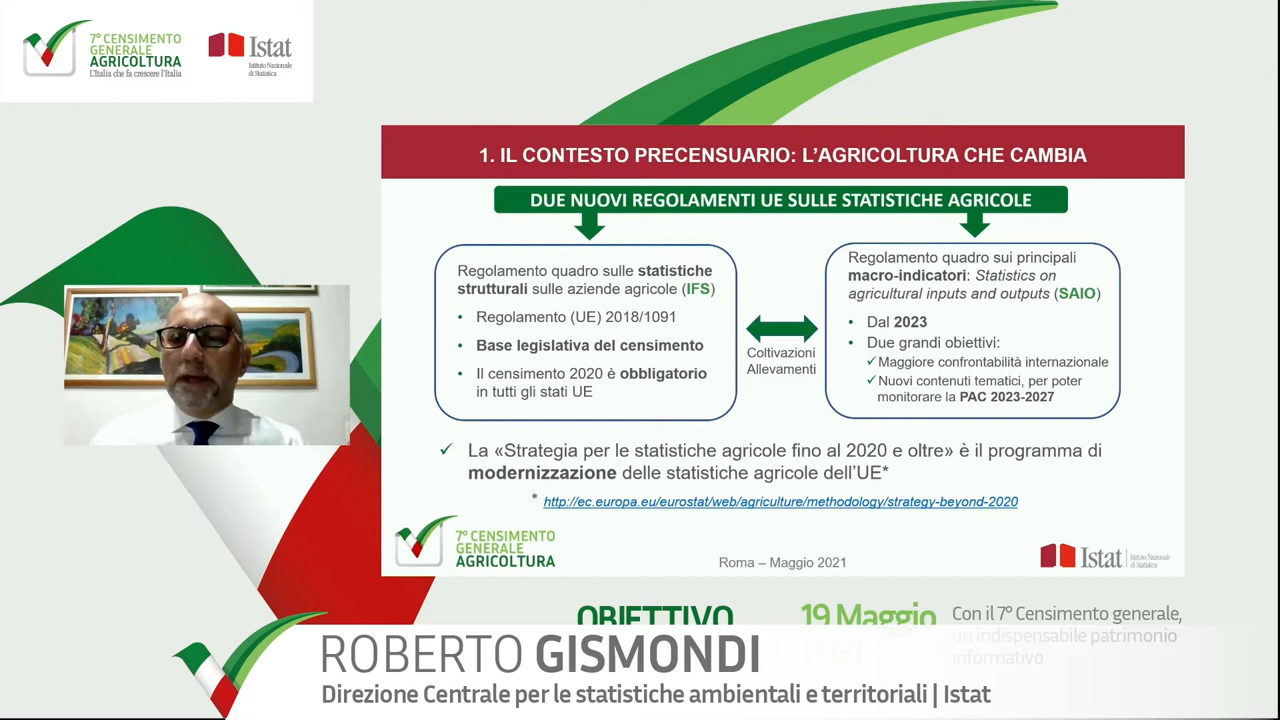 7° CENSIMENTO
GENERALE
AGRICOLTURA
L'Italia che fa crescere l'Italia
Istat
Istituto Nazionale
di Statistica
1. IL CONTESTO PRECENSUARIO: L'AGRICOLTURA CHE CAMBIA
DUE NUOVI REGOLAMENTI UE SULLE STATISTICHE AGRICOLE
Regolamento quadro sulle statistiche
strutturali sulle aziende agricole (IFS)
• Regolamento (UE) 2018/1091
• Base legislativa del censimento
• Il censimento 2020 è obbligatorio
in tutti gli stati UE
Coltivazioni
Allevamenti
Regolamento quadro sui principali
macro-indicatori: Statistics on
agricultural inputs and outputs (SAIO)
• Dal 2023
• Due grandi obiettivi:
✓Maggiore confrontabilità internazionale
✓Nuovi contenuti tematici, per poter
monitorare la PAC 2023-2027
✓ La «Strategia per le statistiche agricole fino al 2020 e oltre» è il programma di
modernizzazione delle statistiche agricole dell'UE*
* http://ec.europa.eu/eurostat/web/agriculture/methodology/strategy-beyond-2020
7° CENSIMENTO
GENERALE
AGRICOLTURA
Roma – Maggio 2021
Istat
Istituto Nazionale
di Statistica
OBIETTIVO
19 Maggio
2021
Con il 7° Censimento generale,
un indispensabile patrimonio
informativo
ROBERTO GISMONDI
Direzione Centrale per le statistiche ambientali e territoriali | Istat